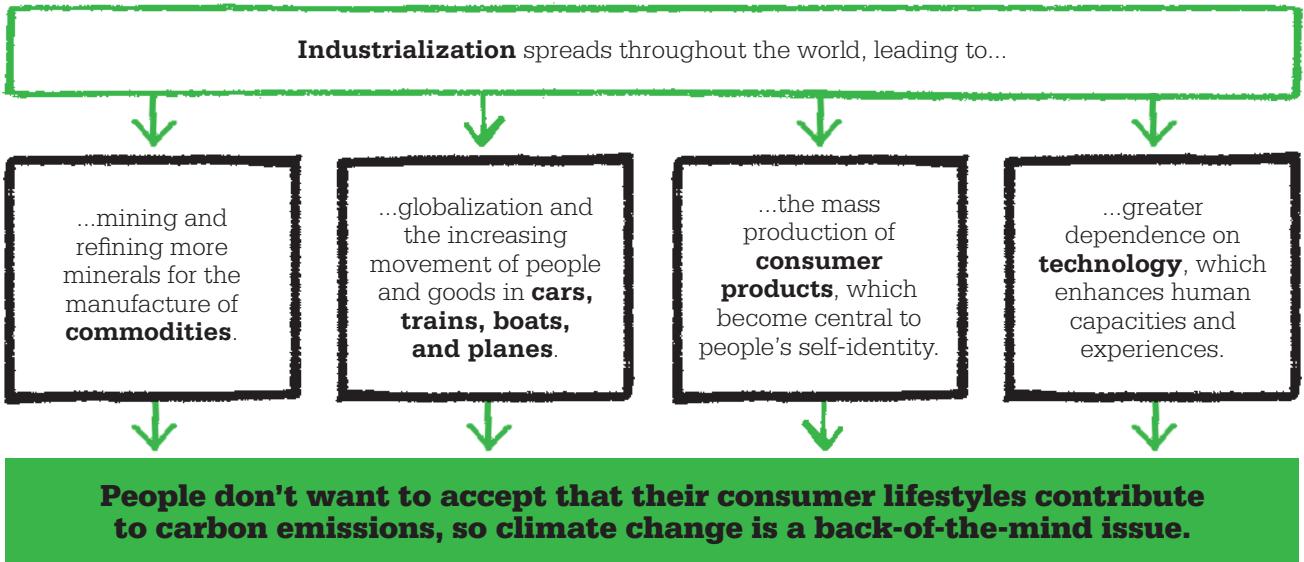 Industrialization spreads throughout the world, leading to...
...mining and
refining more
minerals for the
manufacture of
commodities.
...globalization and
the increasing
movement of people
and goods in cars,
trains, boats,
and planes.
...the mass
production of
consumer
products, which
become central to
people’s self-identity.
...greater
dependence on
technology, which
enhances human
capacities and
experiences.
People don’t want to accept that their consumer lifestyles contribute
to carbon emissions, so climate change is a back-of-the-mind issue.